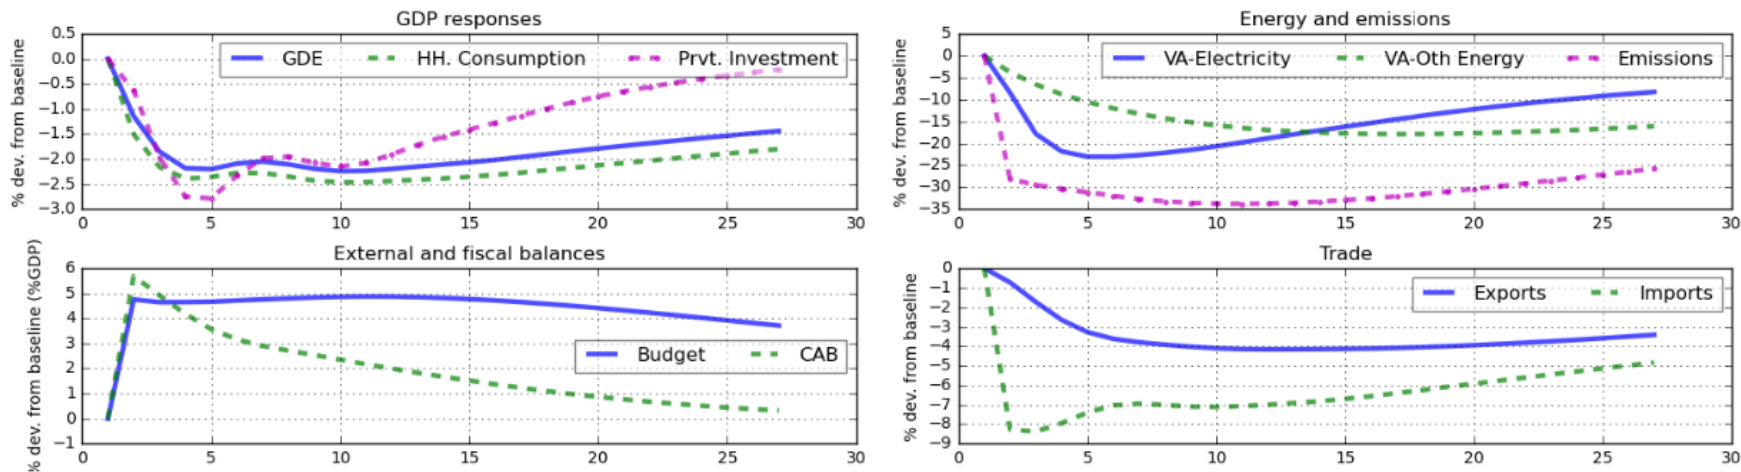 GDP responses
% dev. from baseline
0.5
0.0
−0.5
−1.0
−1.5
−2.0
−2.5
−3.0
GDE HH. Consumption Prvt. Investment
0 5 10 15 20 25 30
Energy and emissions
% dev. from baseline
5
0
−5
−10
−15
−20
−25
−30
−35
VA-Electricity VA-Oth Energy Emissions
0 5 10 15 20 25 30
External and fiscal balances
% dev. from baseline (%GDP)
6
5
4
3
2
1
0
−1
Budget CAB
0 5 10 15 20 25 30
Trade
% dev. from baseline
0
−1
−2
−3
−4
−5
−6
−7
−8
−9
Exports Imports
0 5 10 15 20 25 30